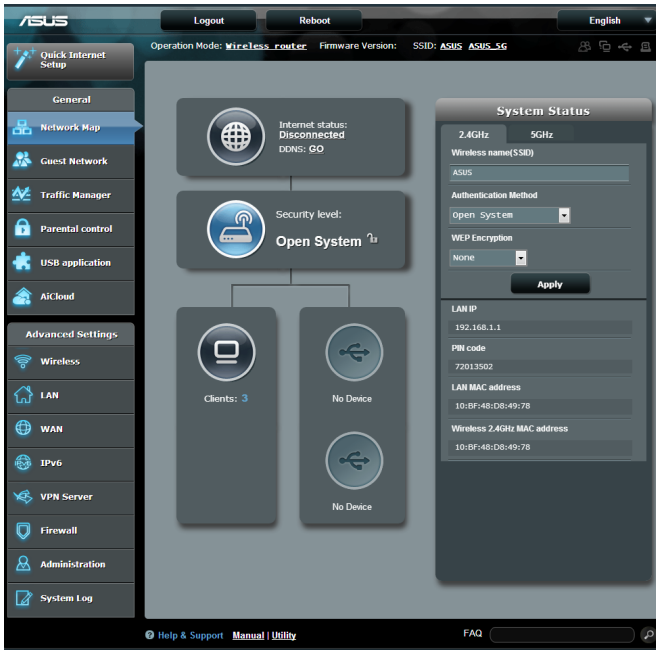 ASUS
Logout
Reboot
English
Quick Internet
Setup
Operation Mode: Wireless router Firmware Version: SSID: ASUS ASUS_5G
General
Network Map
Guest Network
Traffic Manager
Parental control
USB application
AiCloud
Advanced Settings
Wireless
LAN
WAN
IPv6
VPN Server
Firewall
Administration
System Log
Internet status:
Disconnected
DDNS: GO
Security level:
Open System
Clients: 3
No Device
No Device
System Status
2.4GHz
5GHz
Wireless name(SSID)
ASUS
Authentication Method
Open System
WEP Encryption
None
Apply
LAN IP
192.168.1.1
PIN code
72013502
LAN MAC address
10:BF:48:D8:49:78
Wireless 2.4GHz MAC address
10:BF:48:D8:49:78
Help & Support Manual | Utility
FAQ